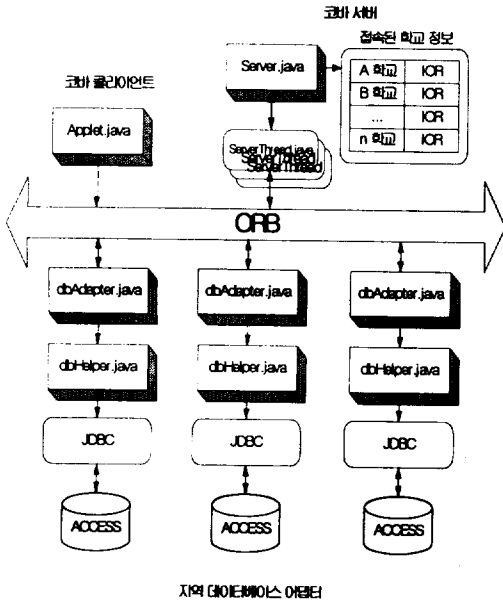 코바 서버
접속된 학교 정보
Server.java
A 학교 IOR
B 학교 IOR
... IOR
n 학교 IOR
코바 클라이언트
Applet.java
ServerThread.java
ServerThread
ServerThread
ORB
dbAdapter.java dbAdapter.java dbAdapter.java
dbHelper.java dbHelper.java dbHelper.java
JDBC JDBC JDBC
ACCESS ACCESS ACCESS
지역 데이터베이스 어댑터